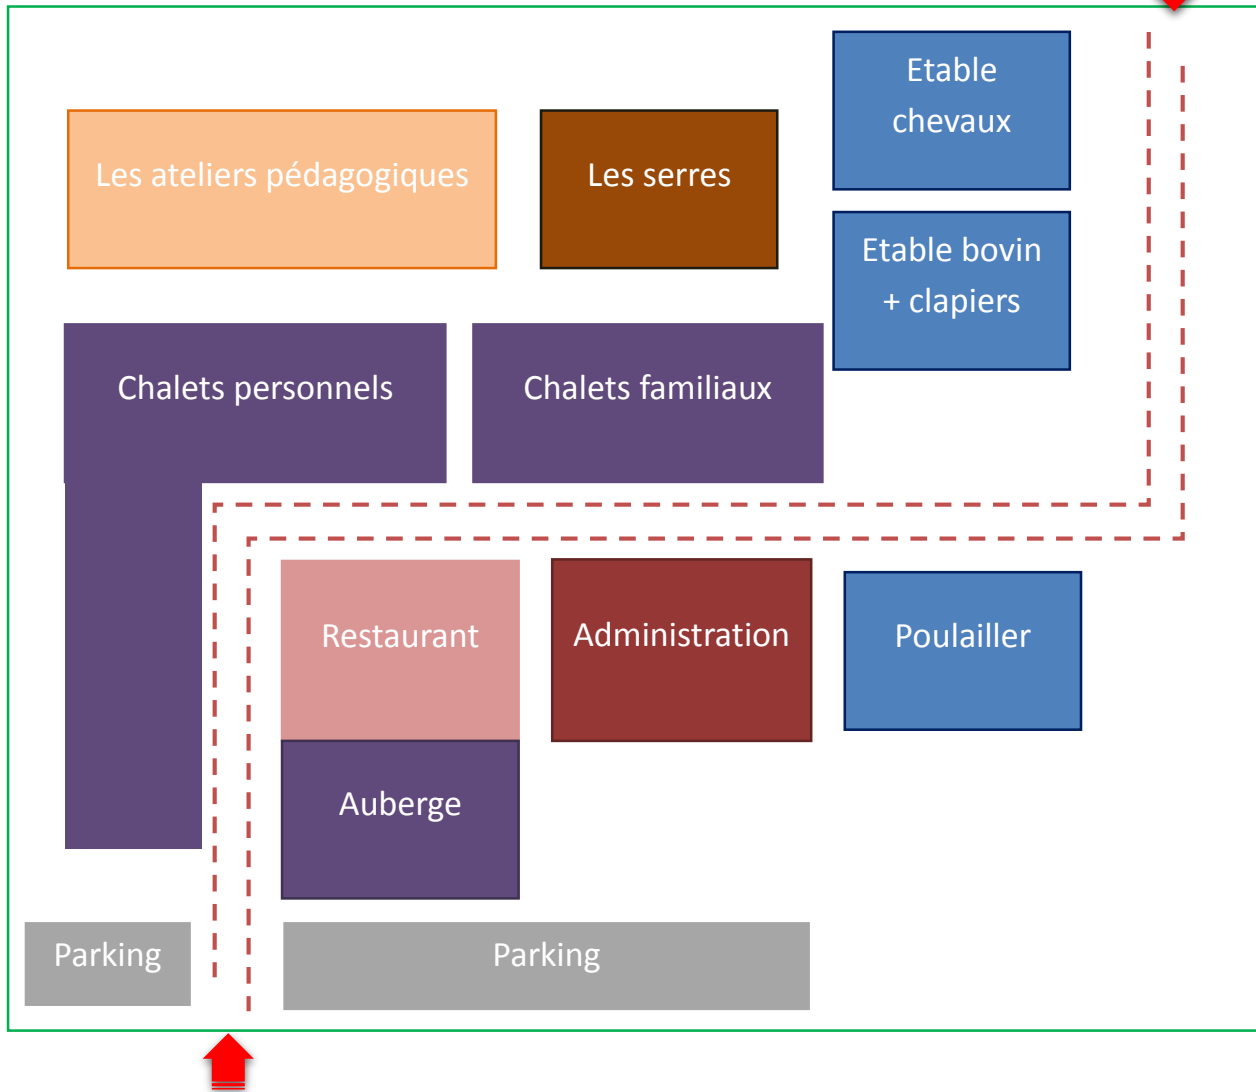 Etable
chevaux
Les ateliers pédagogiques
Les serres
Etable bovin
+ clapiers
Chalets personnels
Chalets familiaux
Restaurant
Administration
Poulailler
Auberge
Parking
Parking